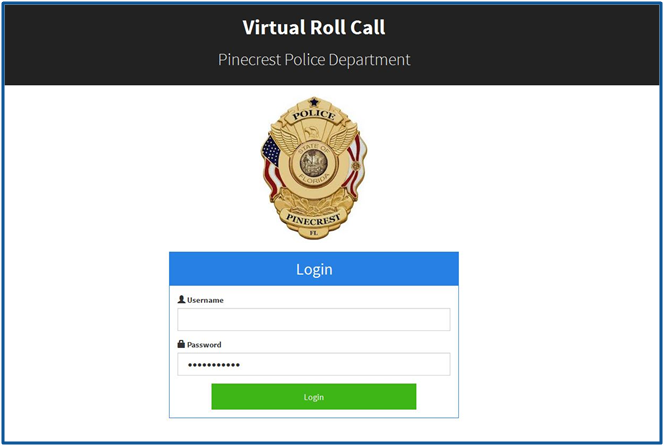 Virtual Roll Call
Pinecrest Police Department
POLICE
STATE OF
FLORIDA
PINECREST
FL
Login
Username
Password
•••••••••••
Login